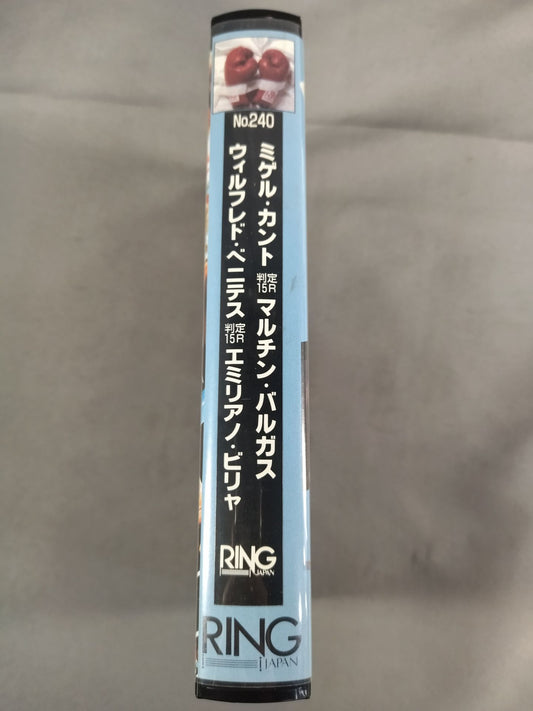 No.240
ミゲル・カント 判定15R マルチン・バルガス
ウィルフレド・ベニテス 判定15R エミリアノ・ビリャ
RING
JAPAN
RING
JAPAN